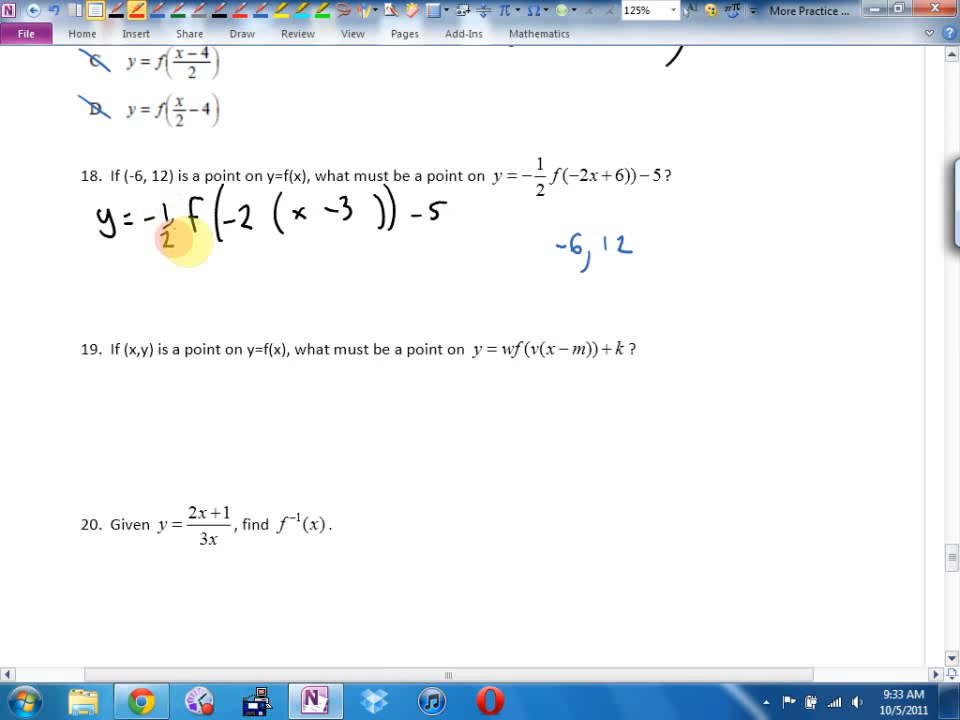 125%
More Practice ...
File Home Insert Share Draw Review View Pages Add-Ins Mathematics
C y = f((x−4)/2)
D y = f(x/2 − 4)
18. If (-6, 12) is a point on y=f(x), what must be a point on y = −1/2 f(−2x+6))−5?
y = -1/2 f(-2(x -3)) -5
-6, 12
19. If (x,y) is a point on y=f(x), what must be a point on y = wf(v(x−m))+k?
20. Given y = (2x+1)/3x, find f⁻¹(x).
9:33 AM
10/5/2011